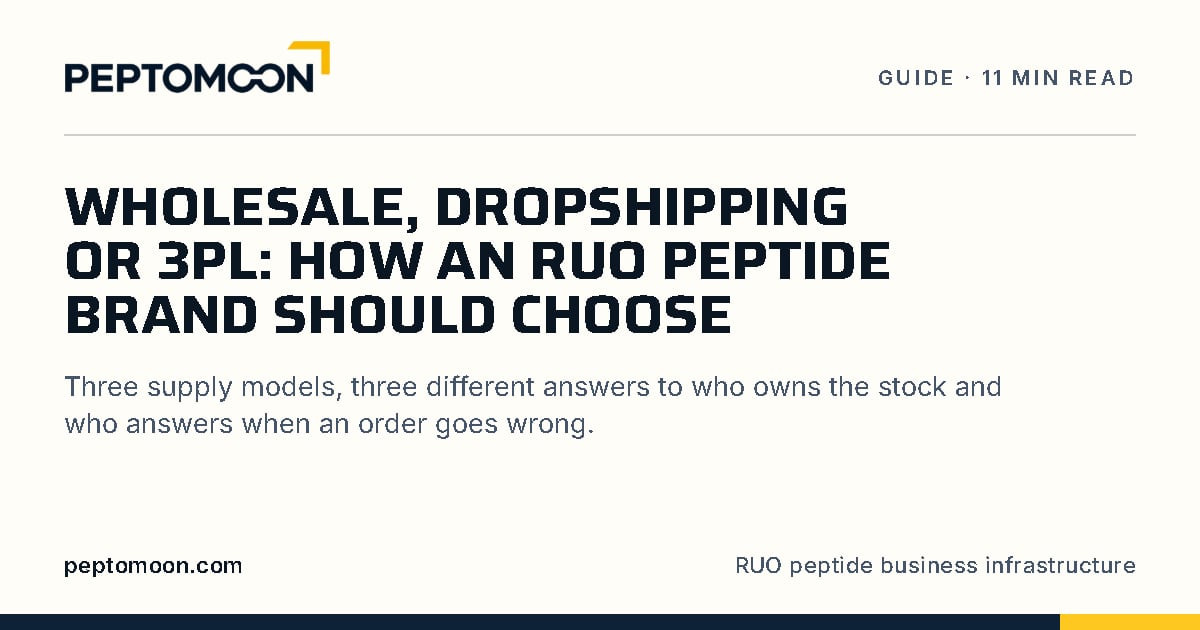 PEPTOMOON
GUIDE · 11 MIN READ
WHOLESALE, DROPSHIPPING
OR 3PL: HOW AN RUO PEPTIDE
BRAND SHOULD CHOOSE
Three supply models, three different answers to who owns the stock and
who answers when an order goes wrong.
peptomoon.com
RUO peptide business infrastructure